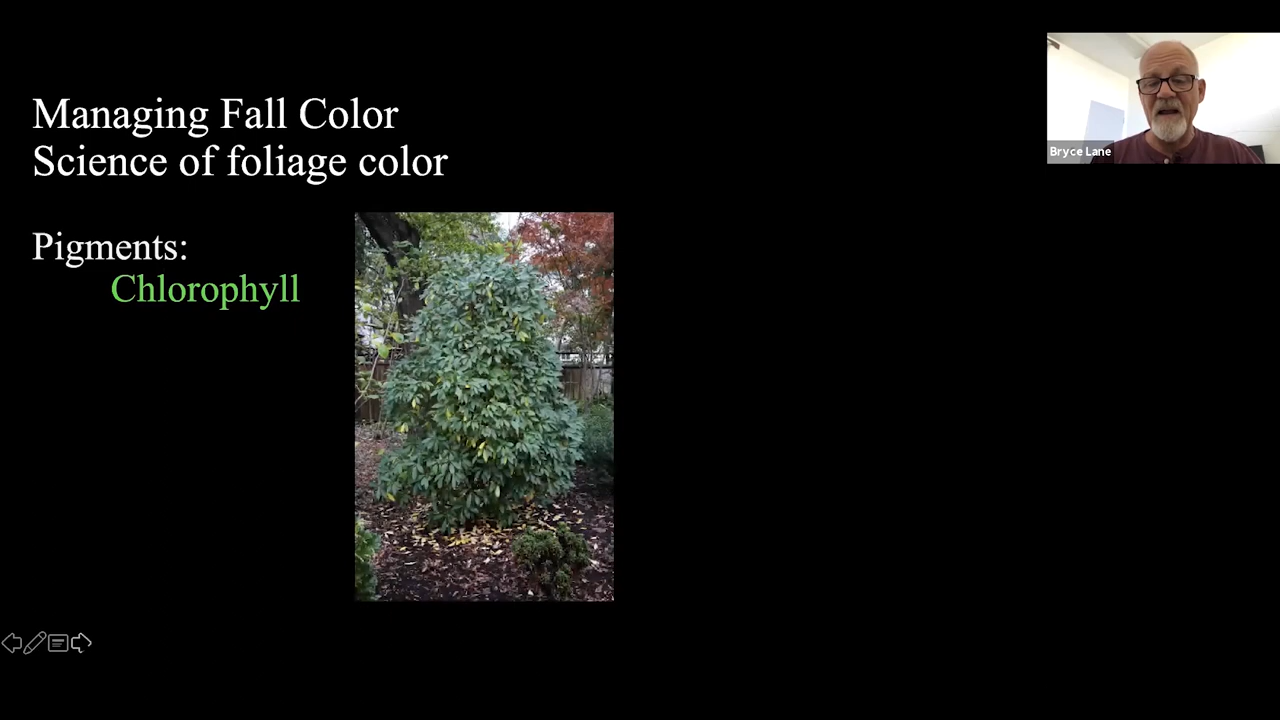 Managing Fall Color
Science of foliage color
Pigments:
Chlorophyll
Bryce Lane